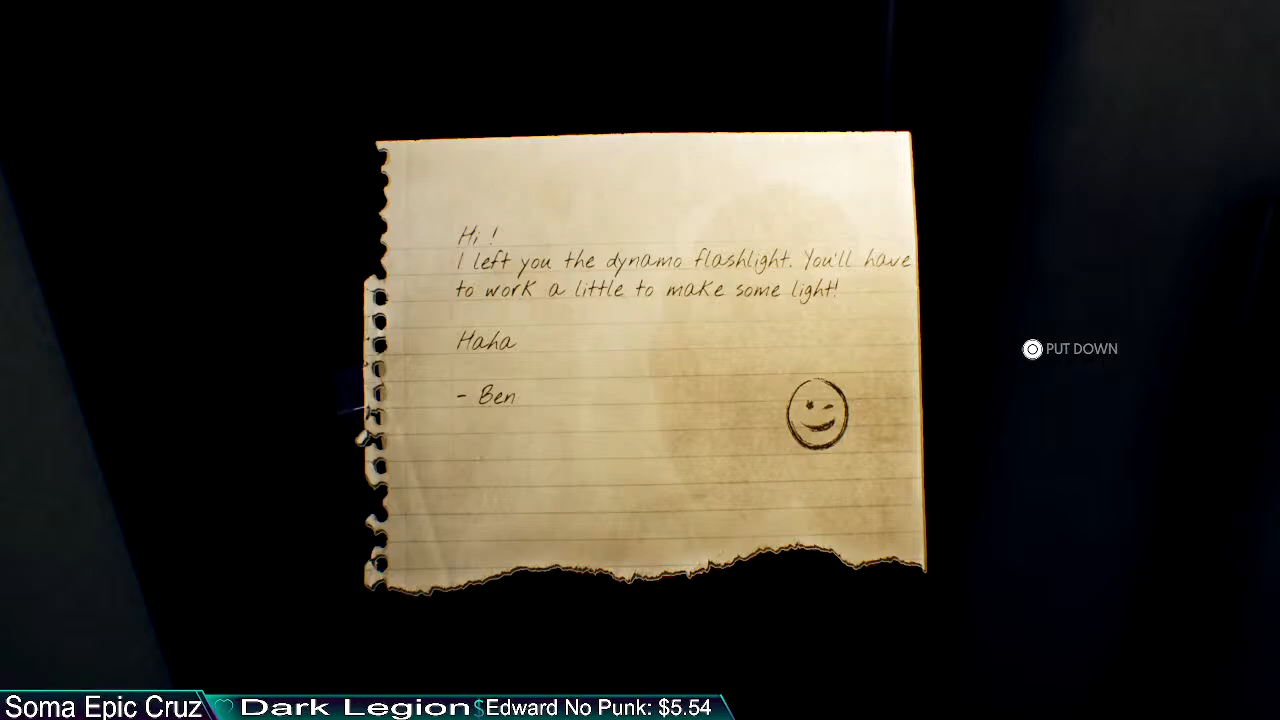 Hi !
I left you the dynamo flashlight. You'll have
to work a little to make some light!
Haha
- Ben
PUT DOWN
Soma Epic Cruz
Dark Legion
$Edward No Punk: $5.54